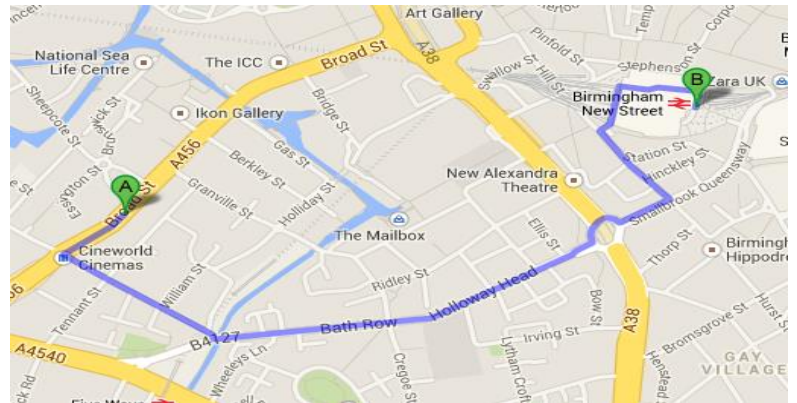 Art Gallery
A38
Pinfold St
Stephenson
Swallow St
Hill St
National Sea
Life Centre
The ICC
Broad St
B
Zara UK
Birmingham
New Street
Sheepcote St
Ikon Gallery
Bridge St
A456
Gas St
Berkley St
Station St
Hinckley St
Smallbrook Queensway
New Alexandra
Theatre
A
Broad St
Granville St
Holliday St
The Mailbox
Ellis St
Thorp St
Cineworld
Cinemas
William St
Ridley St
Holloway Head
Hurst St
Tennant St
Bath Row
Bow St
A38
B4127
Irving St
Bromsgrove St
A4540
Wheeleys Ln
Cregoe St
Lytham Croft
GAY
VILLAGE